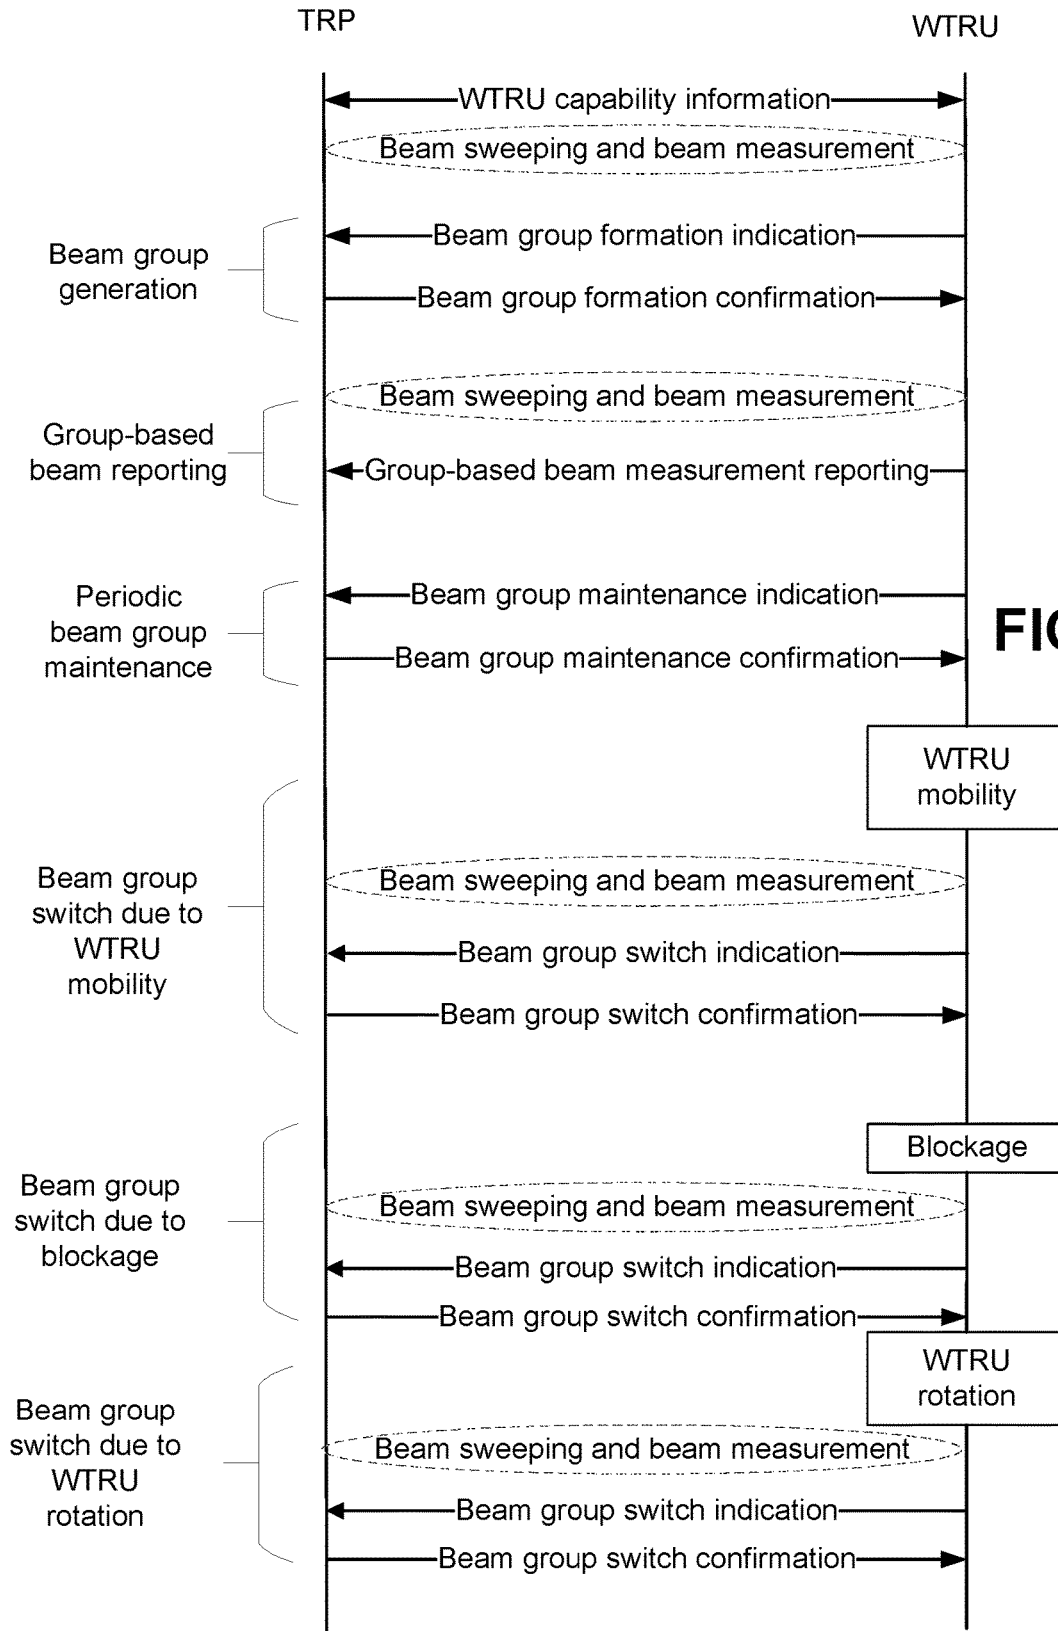 TRP
WTRU
WTRU capability information
Beam sweeping and beam measurement
Beam group
generation
Beam group formation indication
Beam group formation confirmation
Beam sweeping and beam measurement
Group-based
beam reporting
Group-based beam measurement reporting
Periodic
beam group
maintenance
Beam group maintenance indication
Beam group maintenance confirmation
FIG
WTRU
mobility
Beam group
switch due to
WTRU
mobility
Beam sweeping and beam measurement
Beam group switch indication
Beam group switch confirmation
Blockage
Beam group
switch due to
blockage
Beam sweeping and beam measurement
Beam group switch indication
Beam group switch confirmation
WTRU
rotation
Beam group
switch due to
WTRU
rotation
Beam sweeping and beam measurement
Beam group switch indication
Beam group switch confirmation